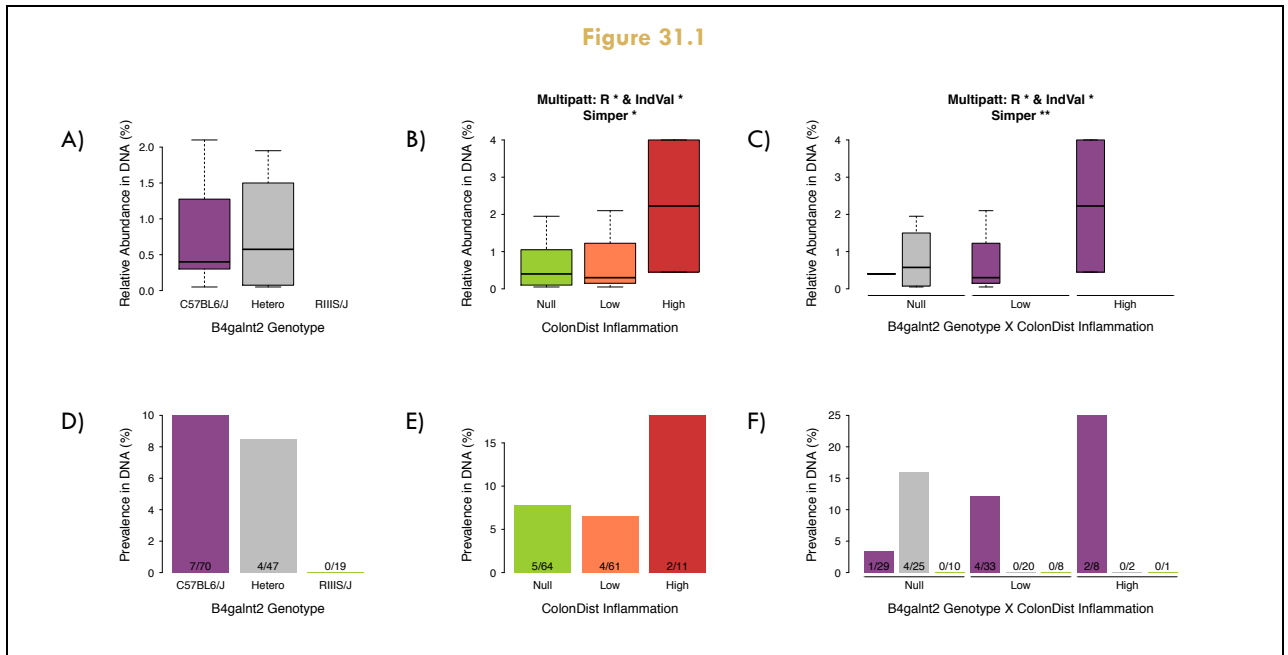 Figure 31.1
A)
Relative Abundance in DNA (%)
2.0
1.5
1.0
0.5
0.0
C57BL6/J Hetero RIIIS/J
B4galnt2 Genotype
B)
Multipatt: R * & IndVal *
Simper *
Relative Abundance in DNA (%)
4
3
2
1
0
Null Low High
ColonDist Inflammation
C)
Multipatt: R * & IndVal *
Simper **
Relative Abundance in DNA (%)
4
3
2
1
0
Null Low High
B4galnt2 Genotype X ColonDist Inflammation
D)
Prevalence in DNA (%)
10
8
6
4
2
0
7/70 4/47 0/19
C57BL6/J Hetero RIIIS/J
B4galnt2 Genotype
E)
Prevalence in DNA (%)
15
10
5
0
5/64 4/61 2/11
Null Low High
ColonDist Inflammation
F)
Prevalence in DNA (%)
25
20
15
10
5
0
1/29 4/25 0/10 4/33 0/20 0/8 2/8 0/2 0/1
Null Low High
B4galnt2 Genotype X ColonDist Inflammation